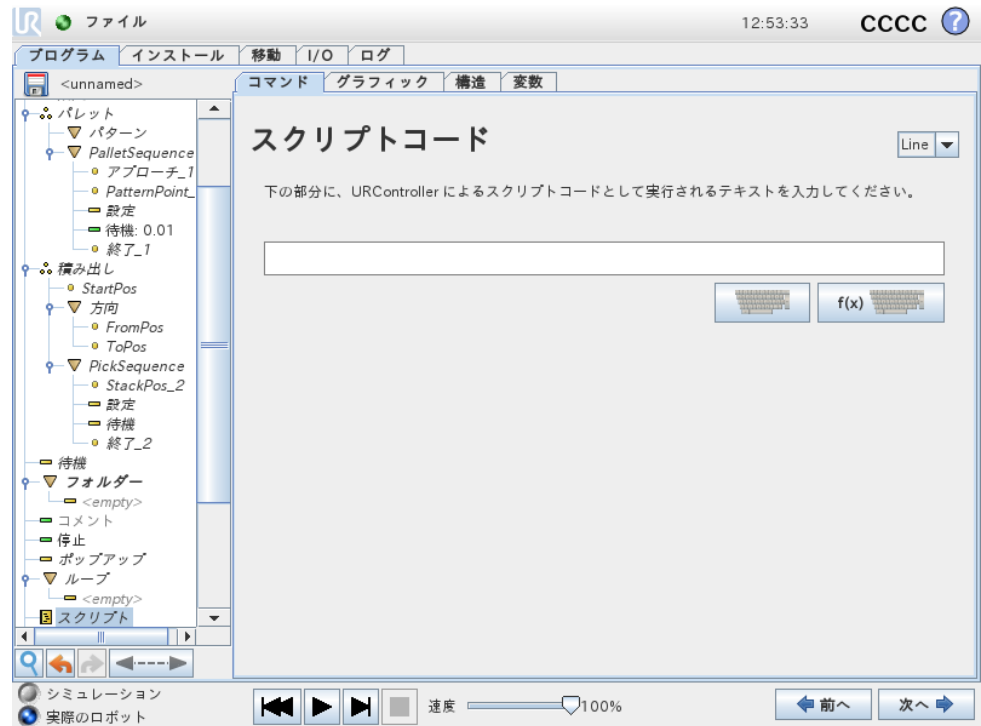 UR ファイル 12:53:33 CCCC ?
プログラム インストール 移動 I/O ログ
<unnamed>
コマンド グラフィック 構造 変数
パレット
パターン
PalletSequence
アプローチ_1
PatternPoint_
設定
待機: 0.01
終了_1
積み出し
StartPos
方向
FromPos
ToPos
PickSequence
StackPos_2
設定
待機
終了_2
待機
フォルダー
<empty>
コメント
停止
ポップアップ
ループ
<empty>
スクリプト
スクリプトコード
Line
下の部分に、URController によるスクリプトコードとして実行されるテキストを入力してください。
f(x)
シミュレーション
実際のロボット
速度 100%
前へ 次へ